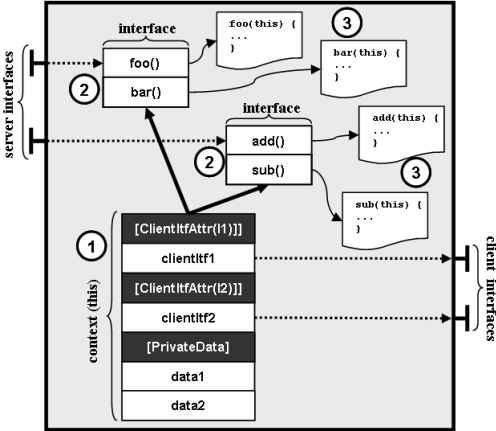 interface
foo()
bar()
2
foo(this) {
...
}
3
bar(this) {
...
}
server interfaces
interface
add()
sub()
2
add(this) {
...
}
3
sub(this) {
...
}
1
context (this)
[ClientItfAttr(I1)]]
clientItf1
[ClientItfAttr(I2)]]
clientItf2
[PrivateData]
data1
data2
client interfaces